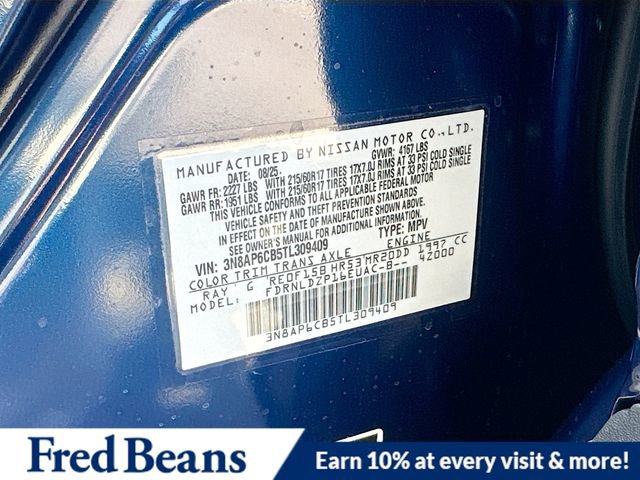 MANUFACTURED BY NISSAN MOTOR CO.,LTD.
DATE: 08/25 GVWR: 4167 LBS
GAWR FR: 2227 LBS WITH 215/60R17 TIRES 17X7.0J RIMS AT 33 PSI COLD SINGLE
GAWR RR: 1951 LBS WITH 215/60R17 TIRES 17X7.0J RIMS AT 33 PSI COLD SINGLE
THIS VEHICLE CONFORMS TO ALL APPLICABLE FEDERAL MOTOR
VEHICLE SAFETY AND THEFT PREVENTION STANDARDS
IN EFFECT ON THE DATE OF MANUFACTURE SHOWN ABOVE.
SEE OWNER'S MANUAL FOR ADDITIONAL INFORMATION.
VIN: 3N8AP6CB5TL309409 TYPE: MPV
COLOR TRIM TRANS AXLE ENGINE
RAY G RE0F15B HR53 MR20DD 1997 CC
MODEL: FDRNLDZP16EUAC-B-- 4Z000
3N8AP6CB5TL309409
Fred Beans
Earn 10% at every visit & more!